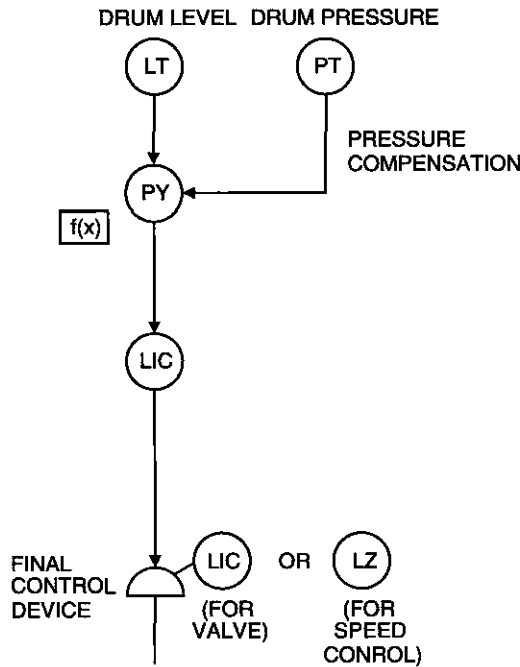 DRUM LEVEL DRUM PRESSURE
LT
PT
PRESSURE
COMPENSATION
PY
f(x)
LIC
FINAL
CONTROL
DEVICE
LIC
(FOR
VALVE)
OR
LZ
(FOR
SPEED
CONROL)